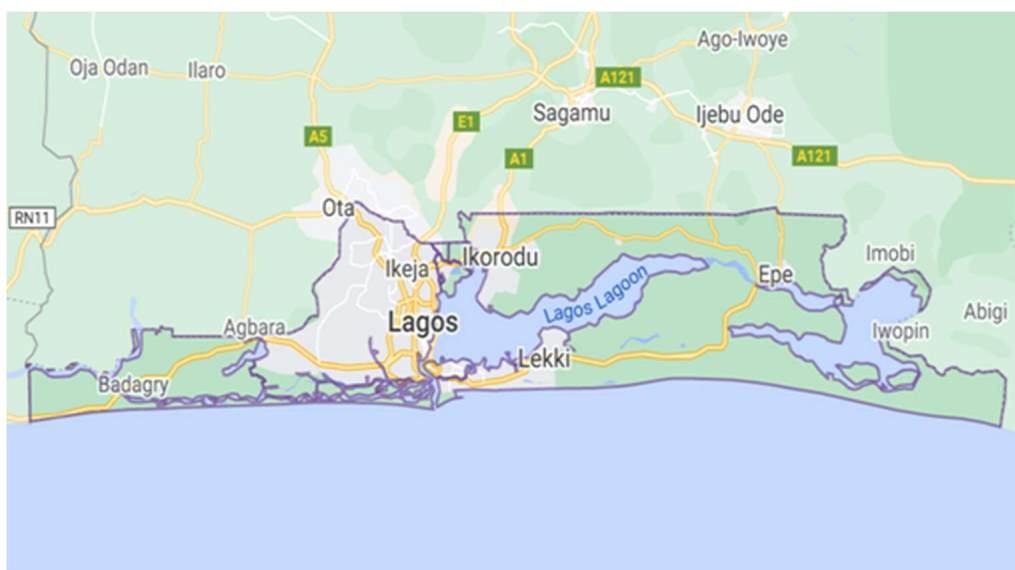 Ago-Iwoye
Oja Odan
Ilaro
A121
Sagamu
Ijebu Ode
E1
A5
A1
A121
Ota
RN11
Ikorodu
Imobi
Ikeja
Epe
Lagos Lagoon
Abigi
Lagos
Agbara
Iwopin
Lekki
Badagry